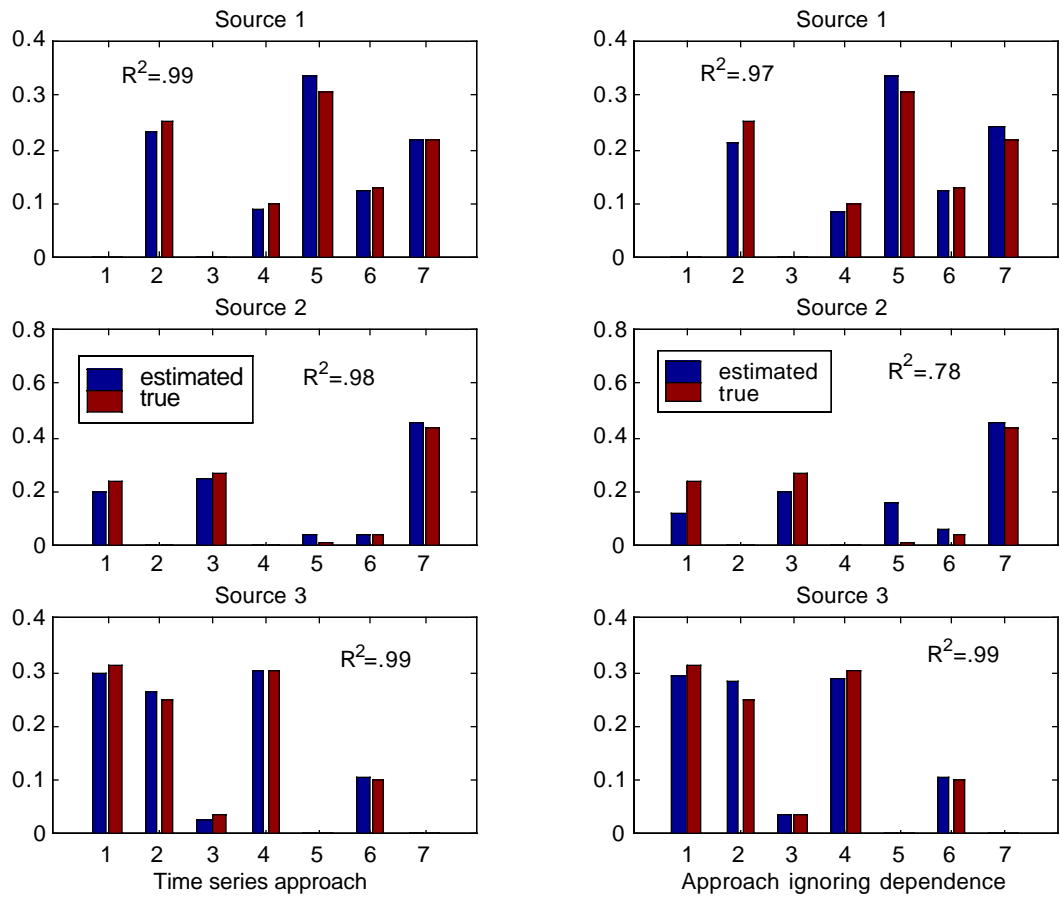 Source 1
R²=.99
0.4
0.3
0.2
0.1
0
1 2 3 4 5 6 7
Source 1
R²=.97
0.4
0.3
0.2
0.1
0
1 2 3 4 5 6 7
Source 2
estimated
true
R²=.98
0.8
0.6
0.4
0.2
0
1 2 3 4 5 6 7
Source 2
estimated
true
R²=.78
0.8
0.6
0.4
0.2
0
1 2 3 4 5 6 7
Source 3
R²=.99
0.4
0.3
0.2
0.1
0
1 2 3 4 5 6 7
Time series approach
Source 3
R²=.99
0.4
0.3
0.2
0.1
0
1 2 3 4 5 6 7
Approach ignoring dependence